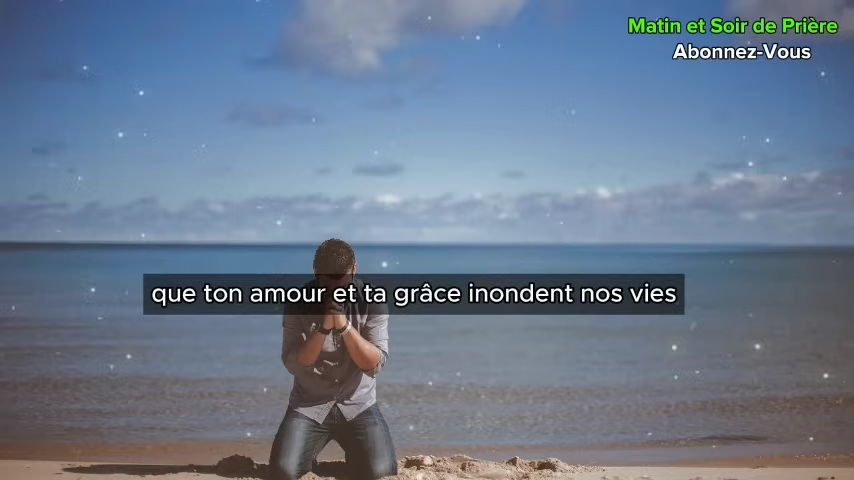 Matin et Soir de Prière
Abonnez-Vous
que ton amour et ta grâce inondent nos vies